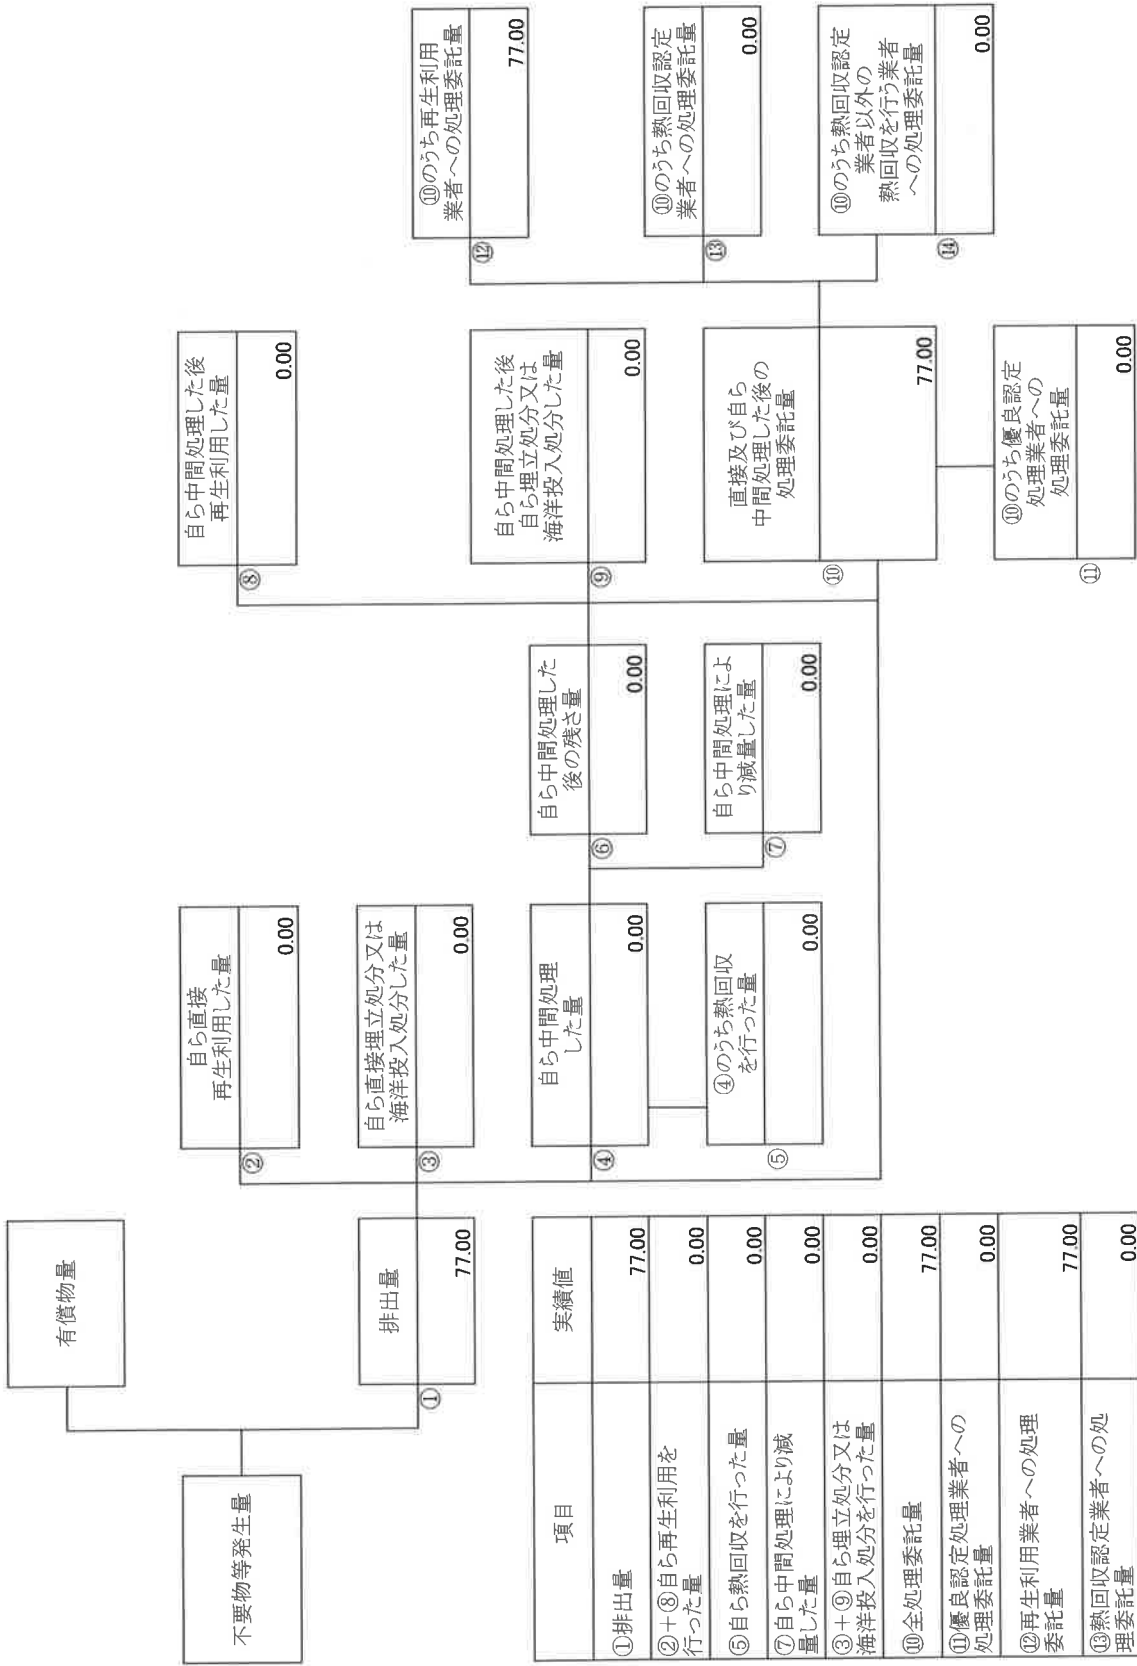 有償物量
不要物等発生量
排出量
①
77.00
自ら直接
再生利用した量
②
0.00
自ら直接埋立処分又は
海洋投入処分した量
③
0.00
自ら中間処理
した量
④
0.00
④のうち熱回収
を行った量
⑤
0.00
自ら中間処理した
後の残さ量
⑥
0.00
自ら中間処理によ
り減量した量
⑦
0.00
自ら中間処理した後
再生利用した量
⑧
0.00
自ら中間処理した後
自ら埋立処分又は
海洋投入処分した量
⑨
0.00
直接及び自ら
中間処理した後の
処理委託量
⑩
77.00
⑩のうち優良認定
処理業者への
処理委託量
⑪
0.00
⑩のうち再生利用
業者への処理委託量
⑫
77.00
⑩のうち熱回収認定
業者への処理委託量
⑬
0.00
⑩のうち熱回収認定
業者以外の
熱回収を行う業者
への処理委託量
⑭
0.00
項目 実績値
①排出量 77.00
②+⑧自ら再生利用を
行った量 0.00
⑤自ら熱回収を行った量 0.00
⑦自ら中間処理により減
量した量 0.00
③+⑨自ら埋立処分又は
海洋投入処分を行った量 0.00
⑩全処理委託量 77.00
⑪優良認定処理業者への
処理委託量 0.00
⑫再生利用業者への処理
委託量 77.00
⑬熱回収認定業者への処
理委託量 0.00